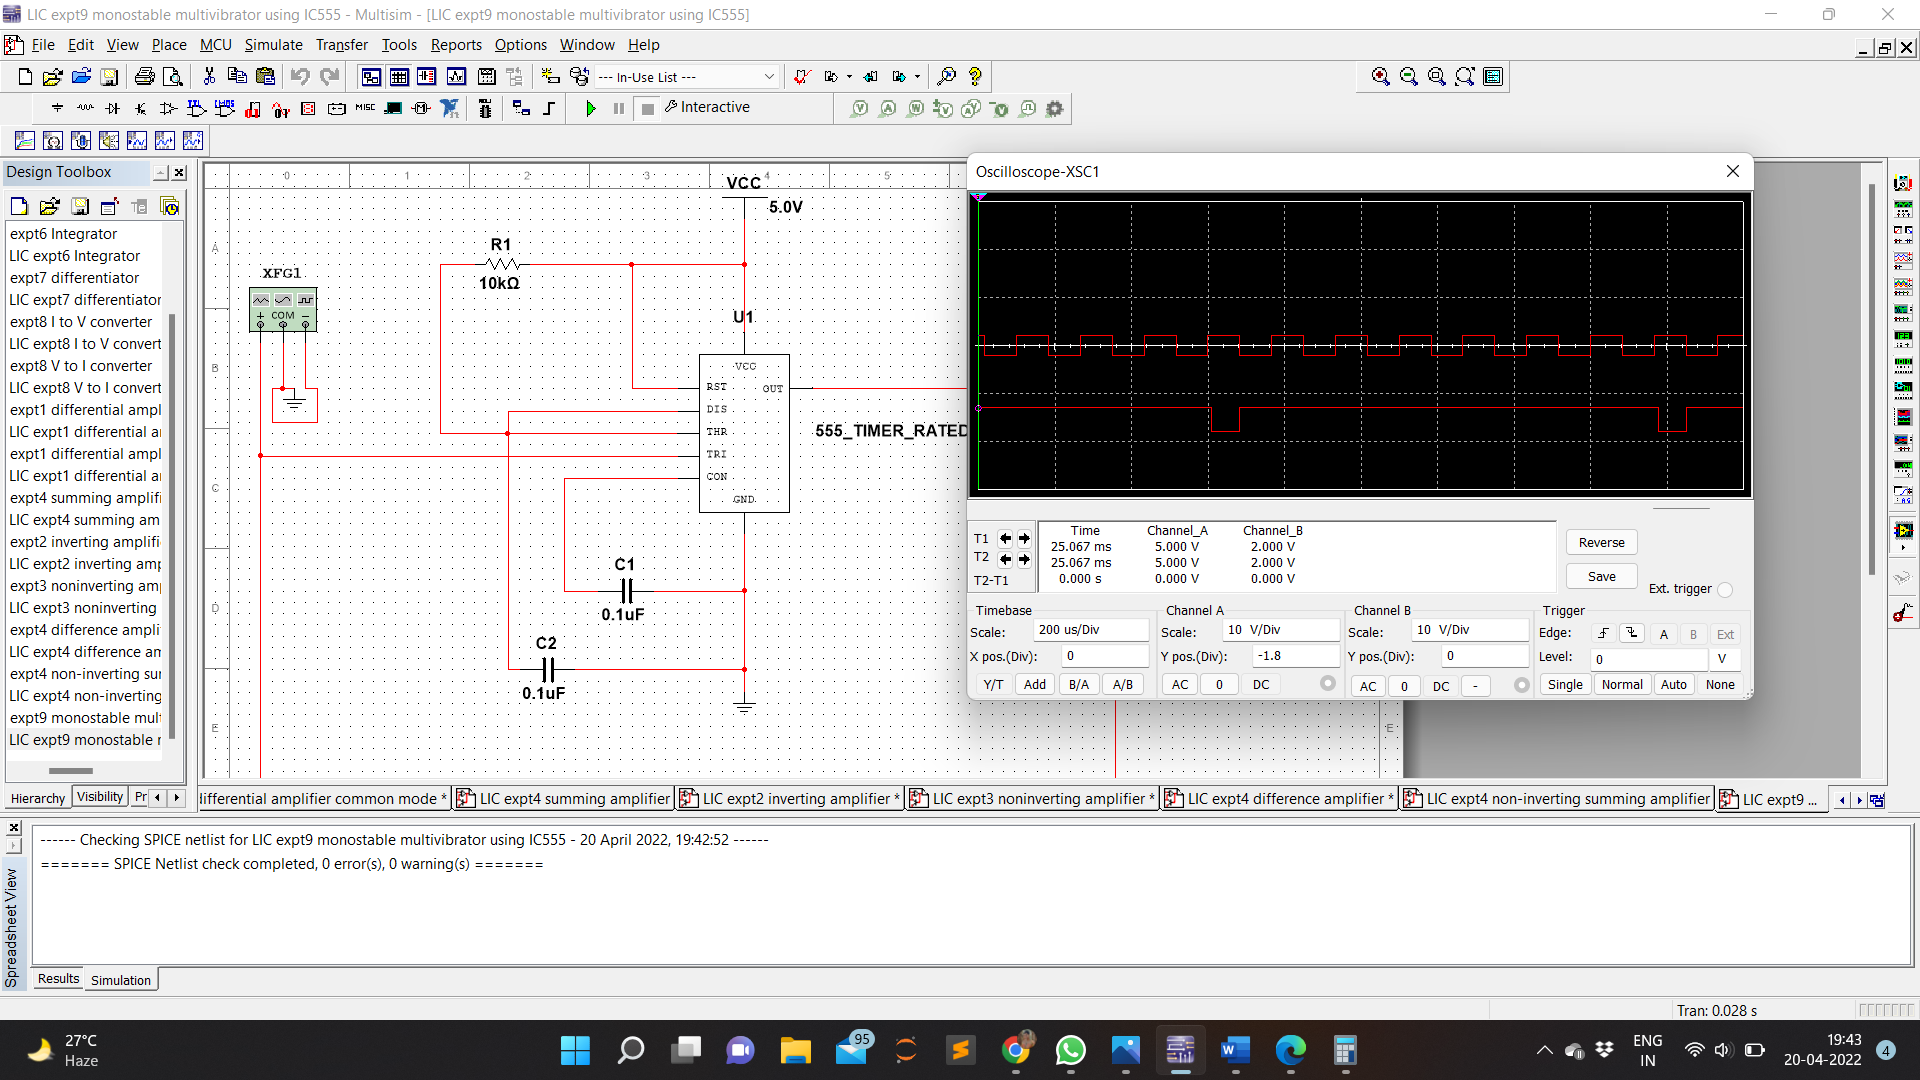 LIC expt9 monostable multivibrator using IC555 - Multisim - [LIC expt9 monostable multivibrator using IC555]
File Edit View Place MCU Simulate Transfer Tools Reports Options Window Help
--- In-Use List ---
MISC
Interactive
Design Toolbox
expt6 Integrator
LIC expt6 Integrator
expt7 differentiator
LIC expt7 differentiator
expt8 I to V converter
LIC expt8 I to V convert
expt8 V to I converter
LIC expt8 V to I convert
expt1 differential ampl
LIC expt1 differential a
expt1 differential ampl
LIC expt1 differential a
expt4 summing amplifi
LIC expt4 summing am
expt2 inverting amplifi
LIC expt2 inverting amp
expt3 noninverting amp
LIC expt3 noninverting
expt4 difference amplif
LIC expt4 difference am
expt4 non-inverting sur
LIC expt4 non-inverting
expt9 monostable mult
LIC expt9 monostable r
Hierarchy Visibility Pr
0 1 2 3 4 5
A
B
C
D
E
E
VCC
5.0V
R1
10kΩ
XFG1
+ COM −
U1
VCC
RST
OUT
DIS
THR
TRI
CON
GND
555_TIMER_RATED
C1
0.1uF
C2
0.1uF
Oscilloscope-XSC1
Time Channel_A Channel_B
T1 25.067 ms 5.000 V 2.000 V
T2 25.067 ms 5.000 V 2.000 V
T2-T1 0.000 s 0.000 V 0.000 V
Reverse
Save
Ext. trigger
Timebase
Scale: 200 us/Div
X pos.(Div): 0
Y/T Add B/A A/B
Channel A
Scale: 10 V/Div
Y pos.(Div): -1.8
AC 0 DC
Channel B
Scale: 10 V/Div
Y pos.(Div): 0
AC 0 DC -
Trigger
Edge: A B Ext
Level: 0 V
Single Normal Auto None
differential amplifier common mode * LIC expt4 summing amplifier LIC expt2 inverting amplifier * LIC expt3 noninverting amplifier * LIC expt4 difference amplifier * LIC expt4 non-inverting summing amplifier LIC expt9 ...
------ Checking SPICE netlist for LIC expt9 monostable multivibrator using IC555 - 20 April 2022, 19:42:52 ------
======= SPICE Netlist check completed, 0 error(s), 0 warning(s) =======
Spreadsheet View
Results Simulation
Tran: 0.028 s
27°C
Haze
95
ENG
IN
19:43
20-04-2022
4